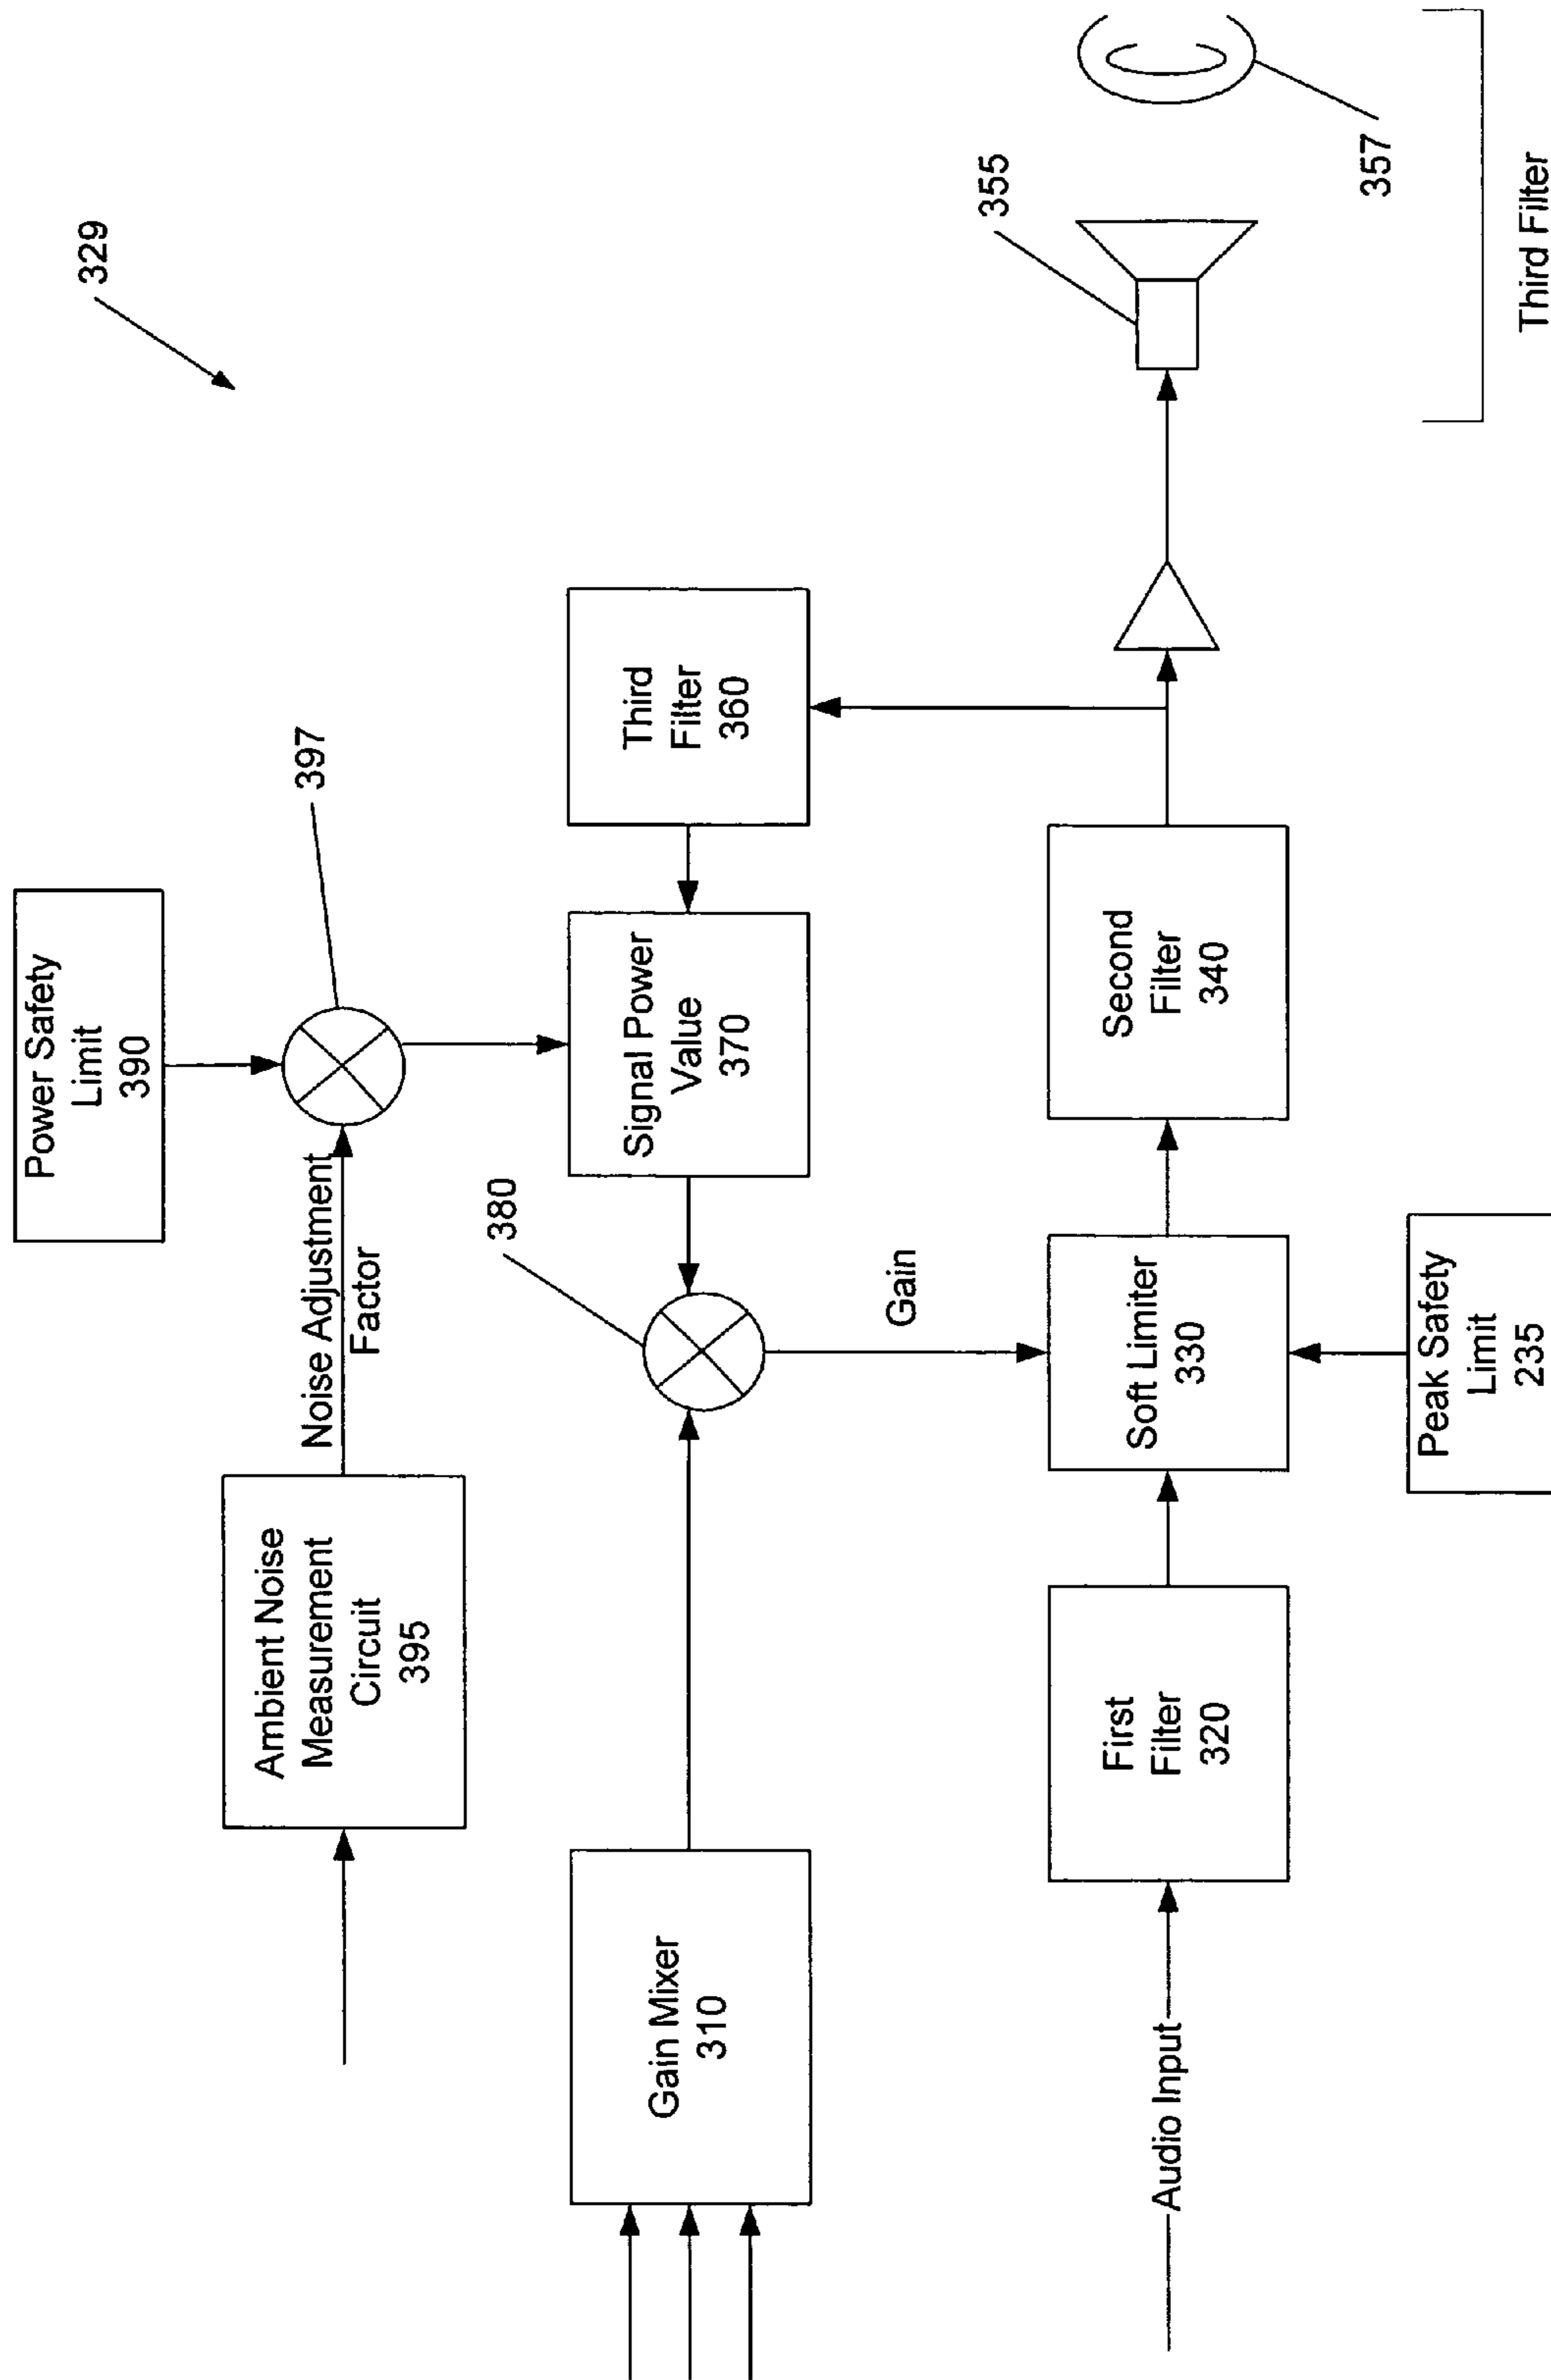 329
Power Safety
Limit
390
397
Noise Adjustment
Factor
Ambient Noise
Measurement
Circuit
395
Gain Mixer
310
380
Signal Power
Value
370
Third
Filter
360
Gain
Audio Input
First
Filter
320
Soft Limiter
330
Peak Safety
Limit
235
Second
Filter
340
355
357
Third Filter